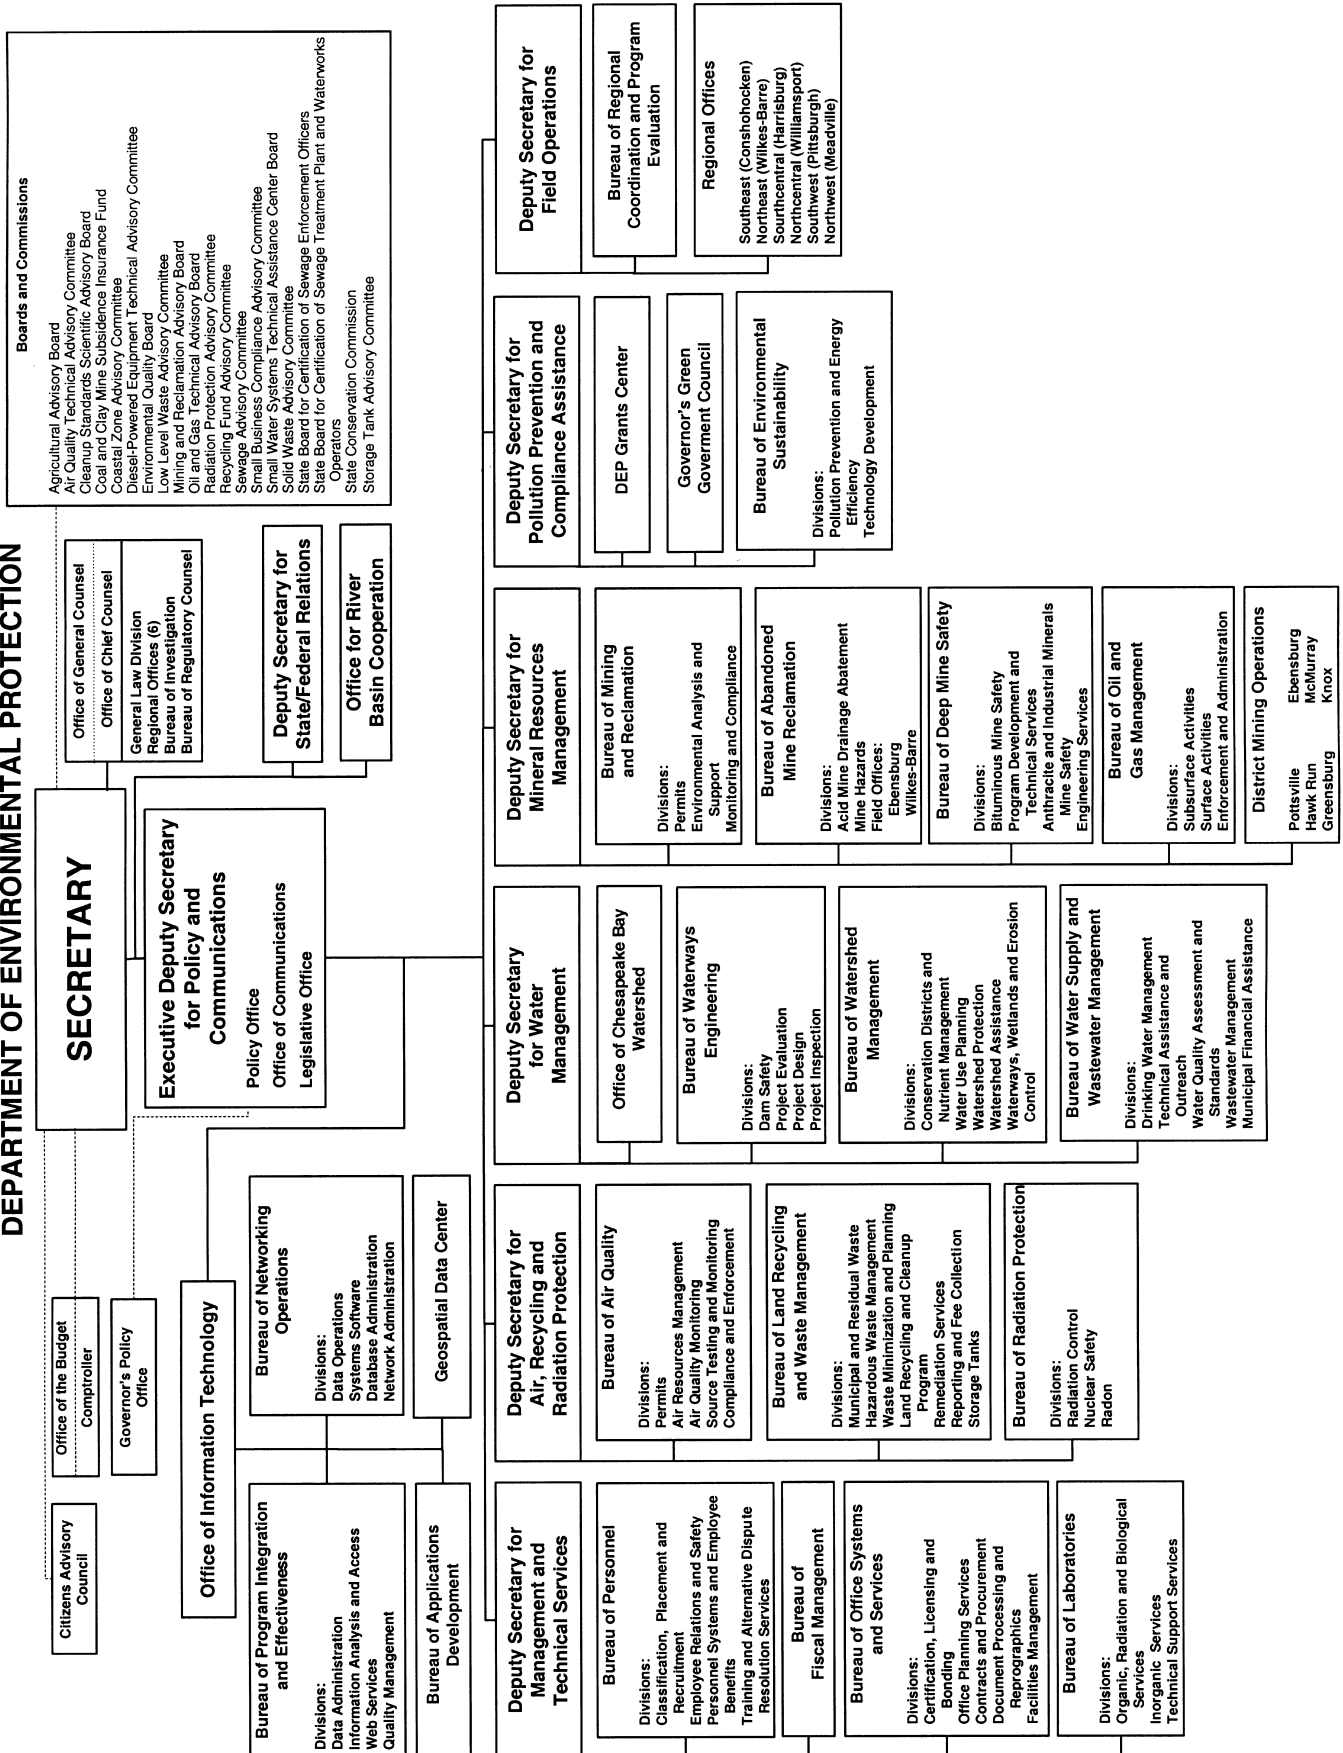 DEPARTMENT OF ENVIRONMENTAL PROTECTION
SECRETARY
Citizens Advisory
Council
Office of the Budget
Comptroller
Governor's Policy
Office
Office of General Counsel
Office of Chief Counsel
General Law Division
Regional Offices (6)
Bureau of Investigation
Bureau of Regulatory Counsel
Boards and Commissions
Agricultural Advisory Board
Air Quality Technical Advisory Committee
Cleanup Standards Scientific Advisory Board
Coal and Clay Mine Subsidence Insurance Fund
Coastal Zone Advisory Committee
Diesel-Powered Equipment Technical Advisory Committee
Environmental Quality Board
Low Level Waste Advisory Committee
Mining and Reclamation Advisory Board
Oil and Gas Technical Advisory Board
Radiation Protection Advisory Committee
Recycling Fund Advisory Committee
Sewage Advisory Committee
Small Business Compliance Advisory Committee
Small Water Systems Technical Assistance Center Board
Solid Waste Advisory Committee
State Board for Certification of Sewage Enforcement Officers
State Board for Certification of Sewage Treatment Plant and Waterworks
Operators
State Conservation Commission
Storage Tank Advisory Committee
Executive Deputy Secretary
for Policy and
Communications
Policy Office
Office of Communications
Legislative Office
Deputy Secretary for
State/Federal Relations
Office for River
Basin Cooperation
Office of Information Technology
Bureau of Program Integration
and Effectiveness
Divisions:
Data Administration
Information Analysis and Access
Web Services
Quality Management
Bureau of Networking
Operations
Divisions:
Data Operations
Systems Software
Database Administration
Network Administration
Bureau of Applications
Development
Geospatial Data Center
Deputy Secretary for
Management and
Technical Services
Bureau of Personnel
Divisions:
Classification, Placement and
Recruitment
Employee Relations and Safety
Personnel Systems and Employee
Benefits
Training and Alternative Dispute
Resolution Services
Bureau of
Fiscal Management
Bureau of Office Systems
and Services
Divisions:
Certification, Licensing and
Bonding
Office Planning Services
Contracts and Procurement
Document Processing and
Reprographics
Facilities Management
Bureau of Laboratories
Divisions:
Organic, Radiation and Biological
Services
Inorganic Services
Technical Support Services
Deputy Secretary for
Air, Recycling and
Radiation Protection
Bureau of Air Quality
Divisions:
Permits
Air Resources Management
Air Quality Monitoring
Source Testing and Monitoring
Compliance and Enforcement
Bureau of Land Recycling
and Waste Management
Divisions:
Municipal and Residual Waste
Hazardous Waste Management
Waste Minimization and Planning
Land Recycling and Cleanup
Program
Remediation Services
Reporting and Fee Collection
Storage Tanks
Bureau of Radiation Protection
Divisions:
Radiation Control
Nuclear Safety
Radon
Deputy Secretary
for Water
Management
Office of Chesapeake Bay
Watershed
Bureau of Waterways
Engineering
Divisions:
Dam Safety
Project Evaluation
Project Design
Project Inspection
Bureau of Watershed
Management
Divisions:
Conservation Districts and
Nutrient Management
Water Use Planning
Watershed Protection
Watershed Assistance
Waterways, Wetlands and Erosion
Control
Bureau of Water Supply and
Wastewater Management
Divisions:
Drinking Water Management
Technical Assistance and
Outreach
Water Quality Assessment and
Standards
Wastewater Management
Municipal Financial Assistance
Deputy Secretary for
Mineral Resources
Management
Bureau of Mining
and Reclamation
Divisions:
Permits
Enviromental Analysis and
Support
Monitoring and Compliance
Bureau of Abandoned
Mine Reclamation
Divisions:
Acid Mine Drainage Abatement
Mine Hazards
Field Offices:
Ebensburg
Wilkes-Barre
Bureau of Deep Mine Safety
Divisions:
Bituminous Mine Safety
Program Development and
Technical Services
Anthracite and Industrial Minerals
Mine Safety
Engineering Services
Bureau of Oil and
Gas Management
Divisions:
Subsurface Activities
Surface Activities
Enforcement and Administration
District Mining Operations
Pottsville Ebensburg
Hawk Run McMurray
Greensburg Knox
Deputy Secretary for
Pollution Prevention and
Compliance Assistance
DEP Grants Center
Governor's Green
Goverment Council
Bureau of Environmental
Sustainability
Divisions:
Pollution Prevention and Energy
Efficiency
Technology Development
Deputy Secretary for
Field Operations
Bureau of Regional
Coordination and Program
Evaluation
Regional Offices
Southeast (Conshohocken)
Northeast (Wilkes-Barre)
Sourthcentral (Harrisburg)
Northcentral (Williamsport)
Southwest (Pittsburgh)
Northwest (Meadville)